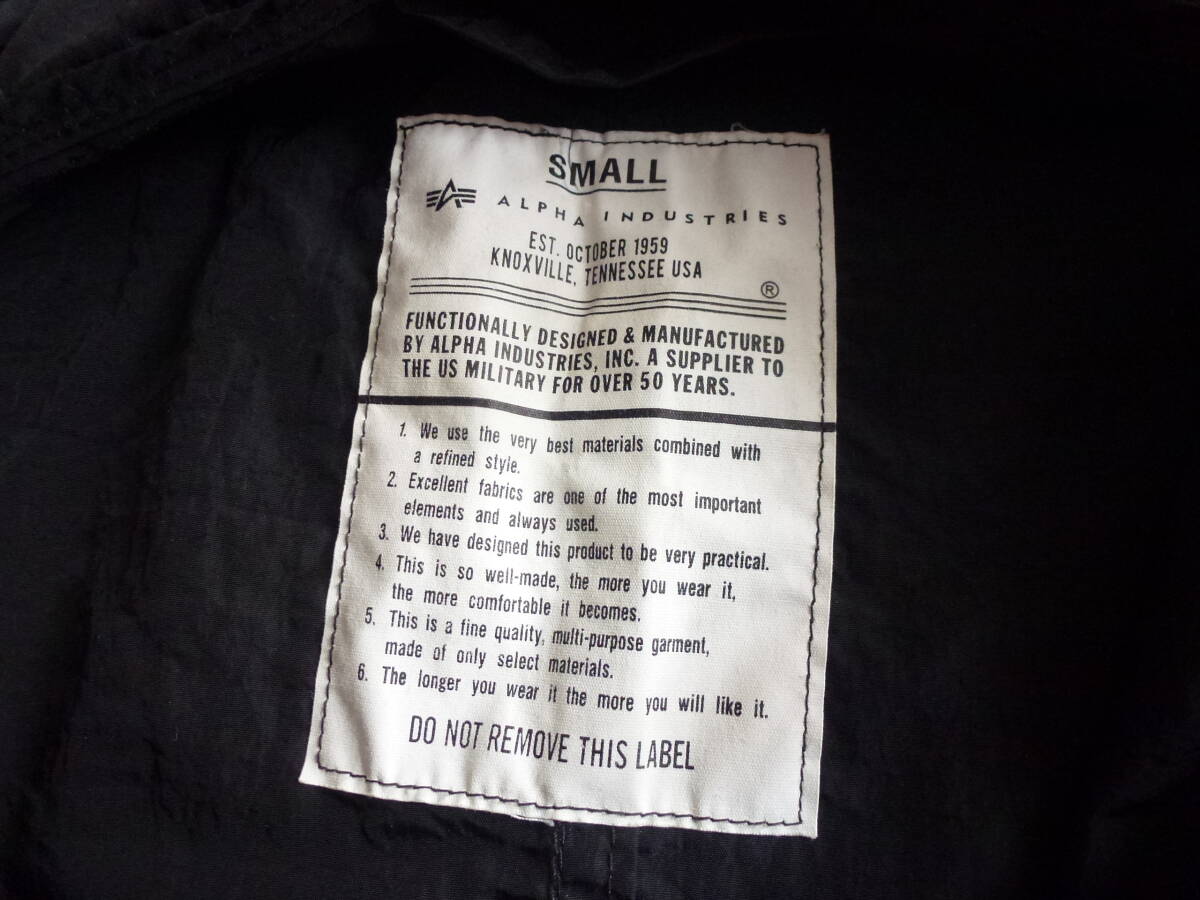 SMALL
ALPHA INDUSTRIES
EST. OCTOBER 1959
KNOXVILLE, TENNESSEE USA
®
FUNCTIONALLY DESIGNED & MANUFACTURED
BY ALPHA INDUSTRIES, INC. A SUPPLIER TO
THE US MILITARY FOR OVER 50 YEARS.
1. We use the very best materials combined with
a refined style.
2. Excellent fabrics are one of the most important
elements and always used.
3. We have designed this product to be very practical.
4. This is so well-made, the more you wear it,
the more comfortable it becomes.
5. This is a fine quality, multi-purpose garment,
made of only select materials.
6. The longer you wear it the more you will like it.
DO NOT REMOVE THIS LABEL